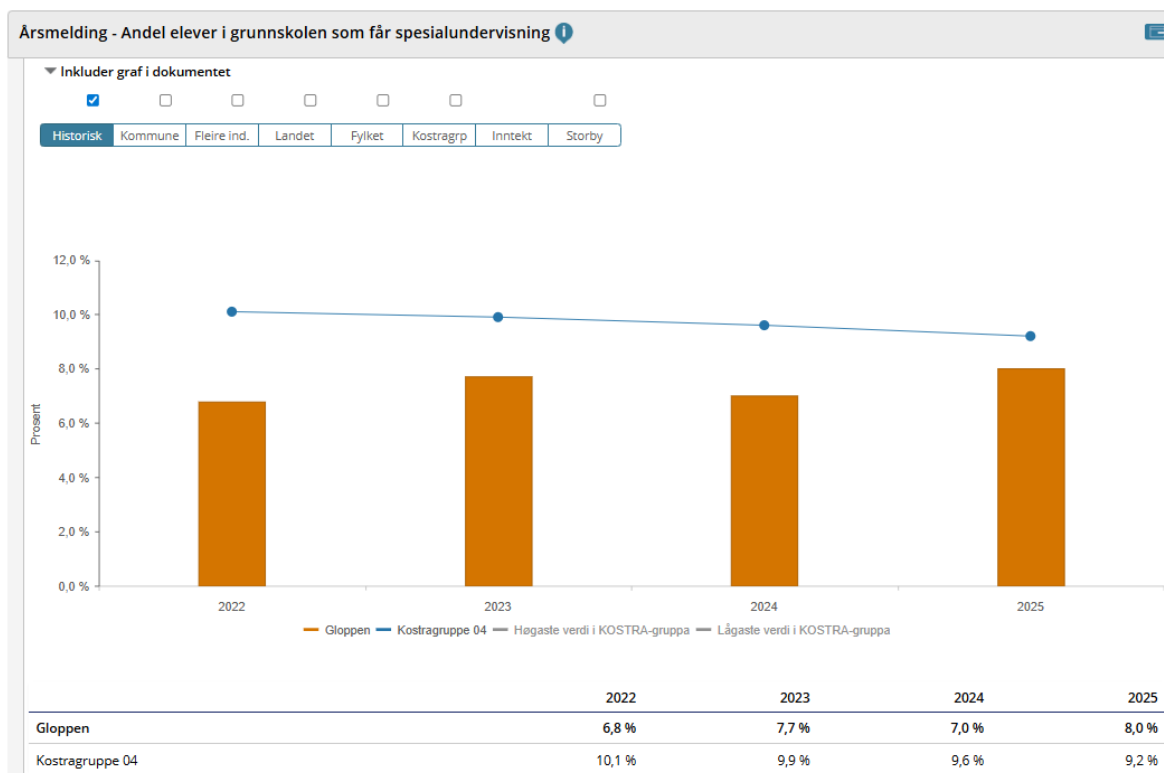 Årsmelding - Andel elever i grunnskolen som får spesialundervisning i
Inkluder graf i dokumentet
Historisk Kommune Fleire ind. Landet Fylket Kostragrp Inntekt Storby
12,0 %
10,0 %
8,0 %
6,0 %
4,0 %
2,0 %
0,0 %
Prosent
2022 2023 2024 2025
Gloppen Kostragruppe 04 Høgaste verdi i KOSTRA-gruppa Lågaste verdi i KOSTRA-gruppa
2022 2023 2024 2025
Gloppen 6,8 % 7,7 % 7,0 % 8,0 %
Kostragruppe 04 10,1 % 9,9 % 9,6 % 9,2 %